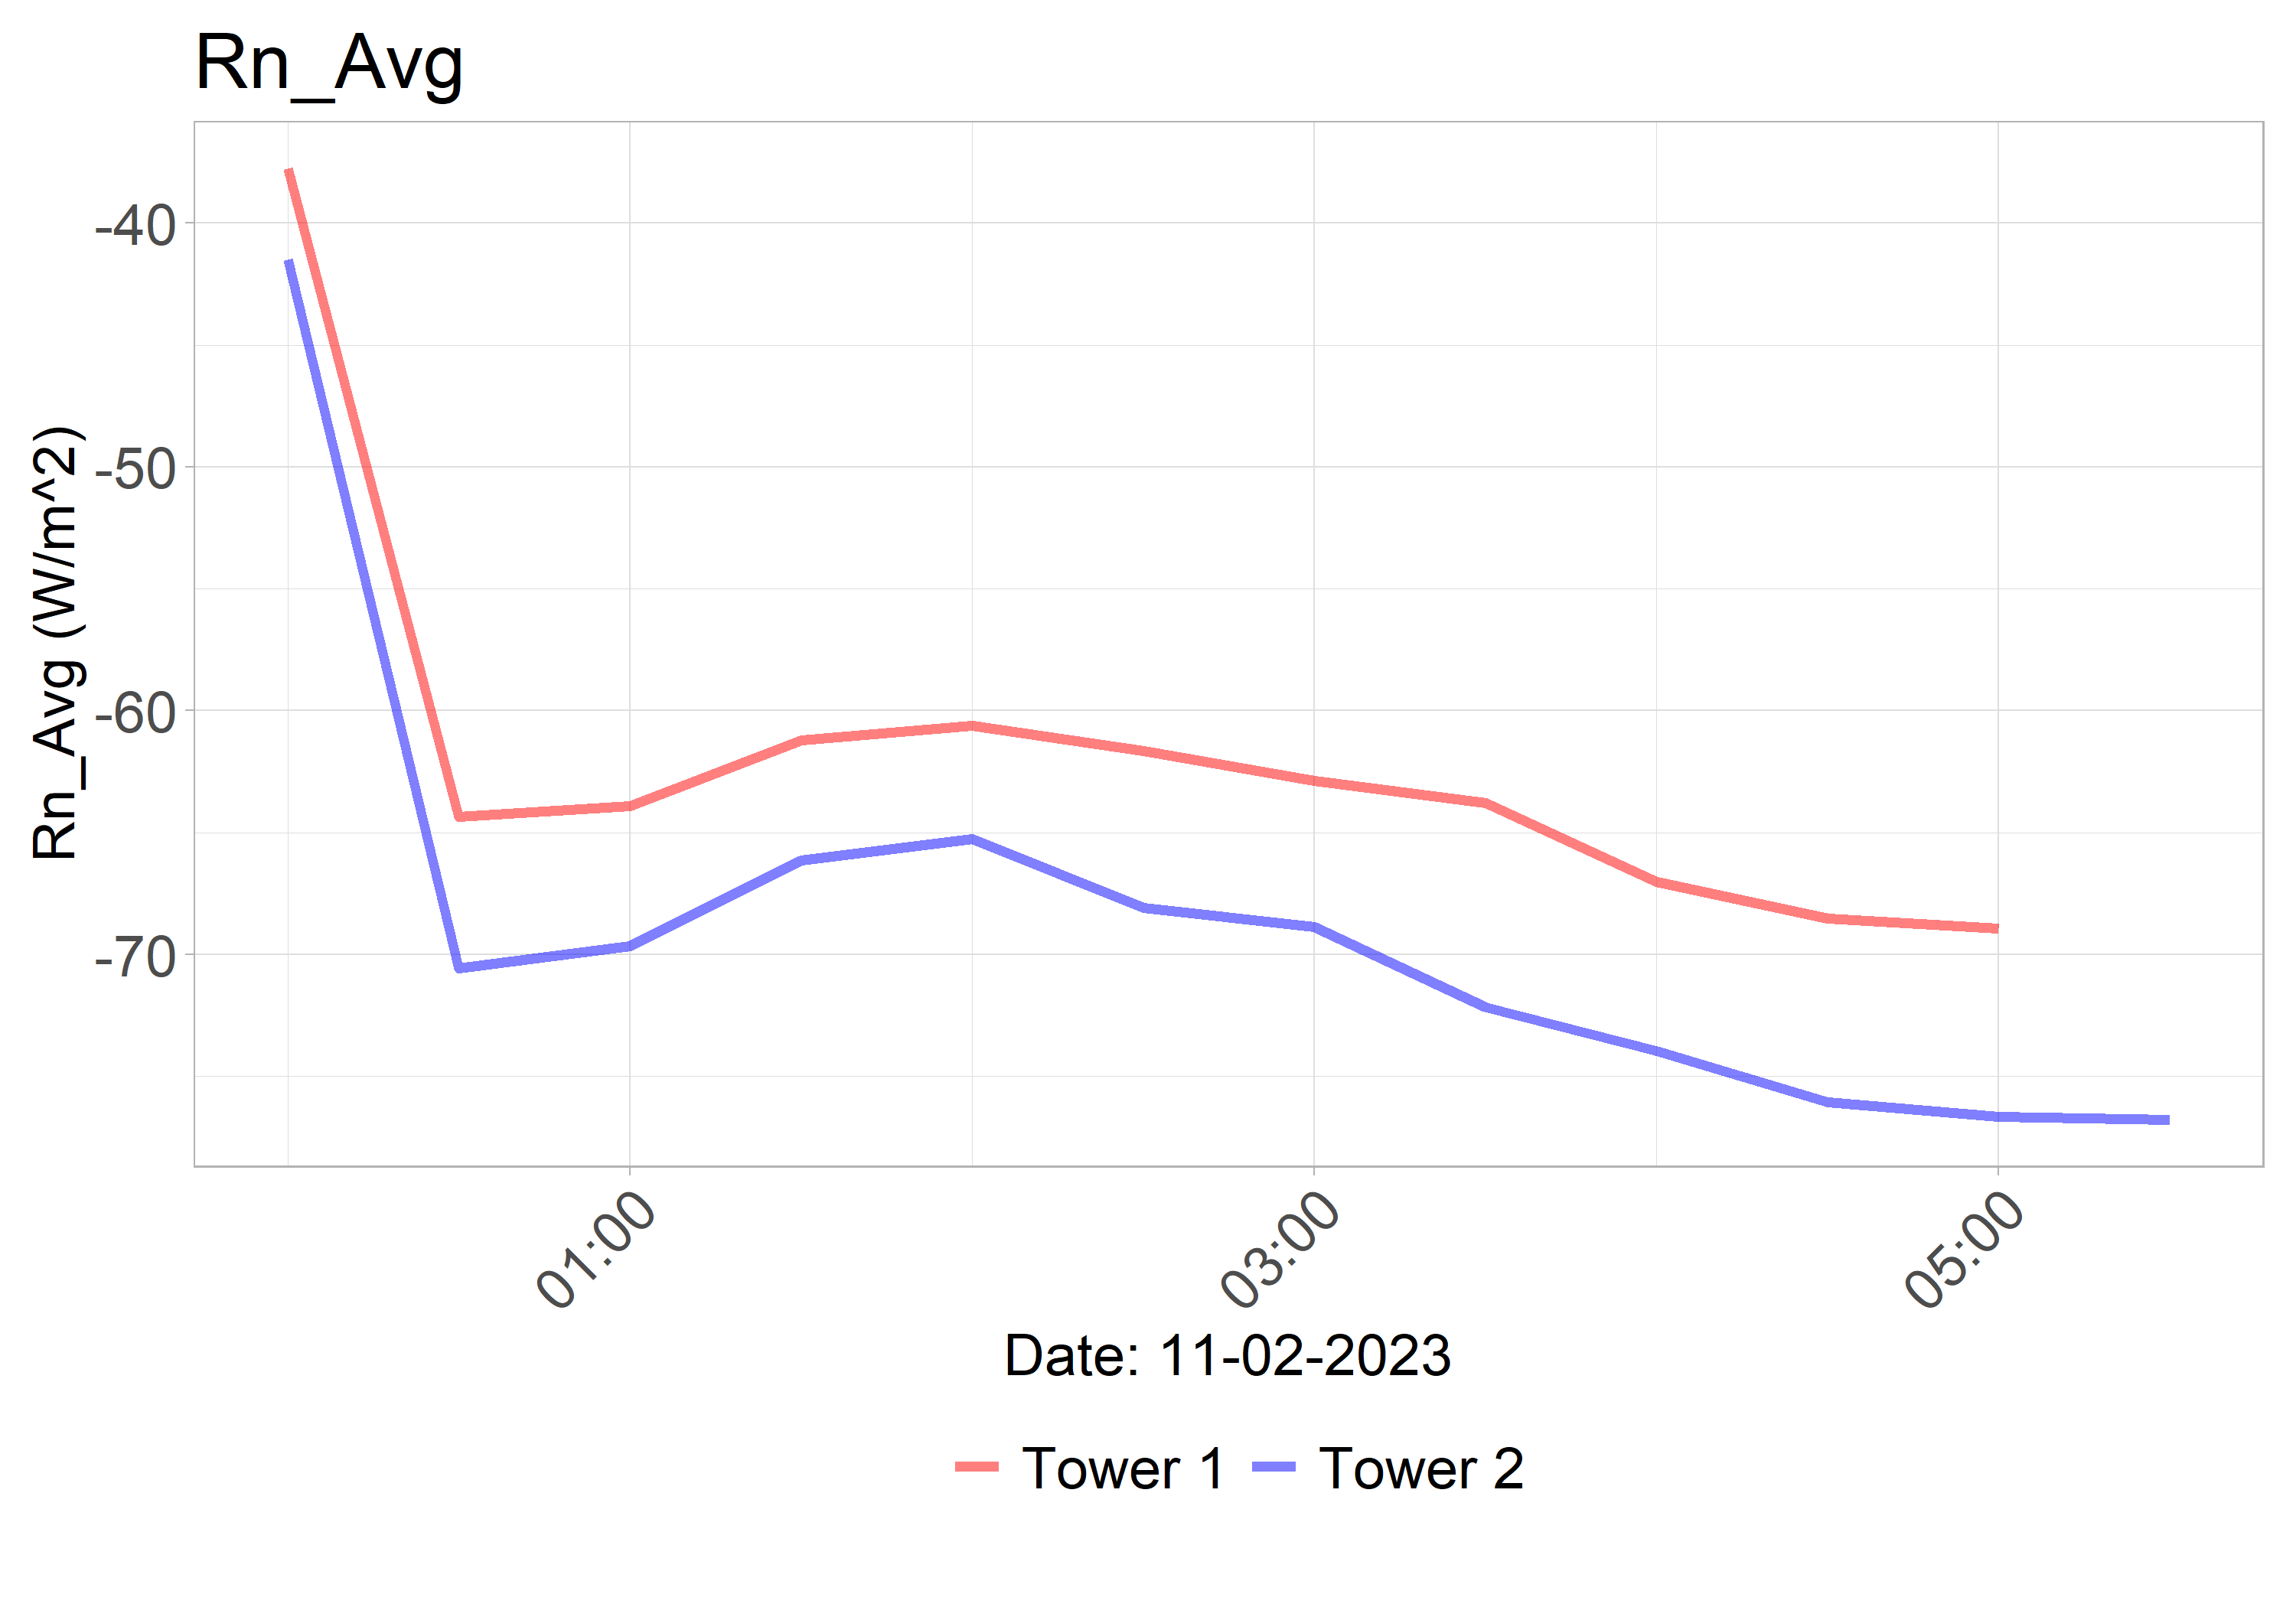 Rn_Avg
Rn_Avg (W/m^2)
-40
-50
-60
-70
01:00
03:00
05:00
Date: 11-02-2023
Tower 1
Tower 2